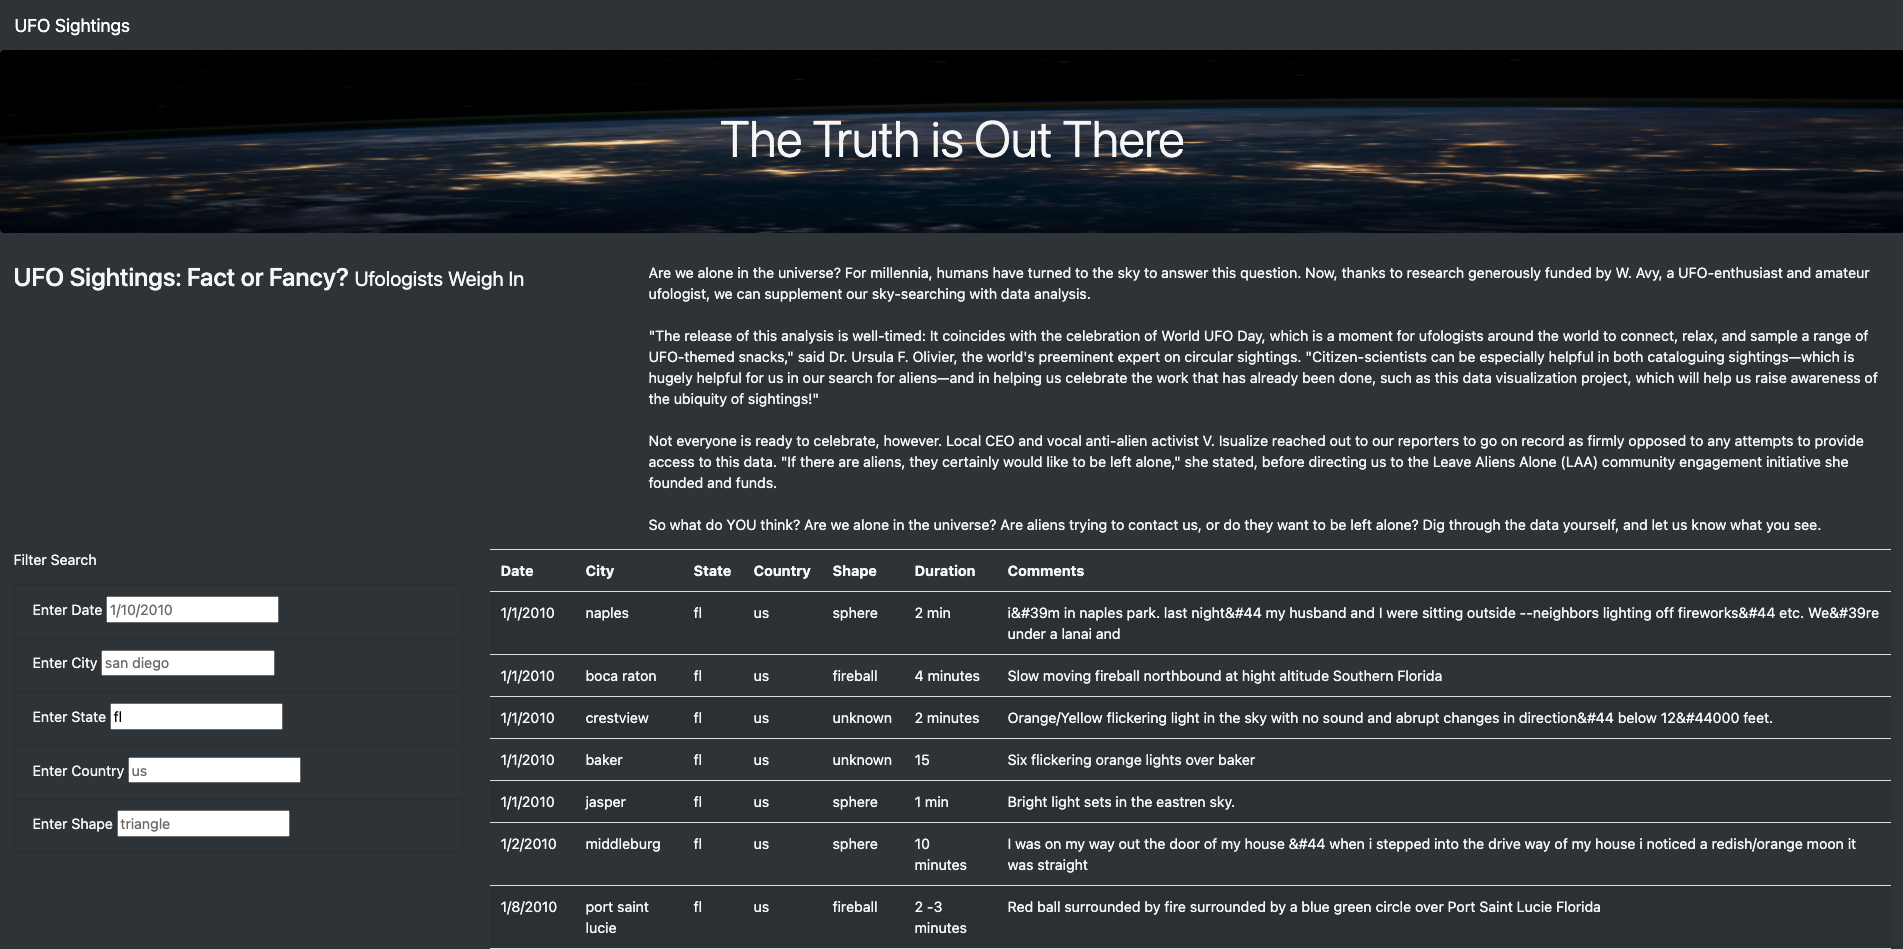 UFO Sightings
The Truth is Out There
UFO Sightings: Fact or Fancy? Ufologists Weigh In
Are we alone in the universe? For millennia, humans have turned to the sky to answer this question. Now, thanks to research generously funded by W. Avy, a UFO-enthusiast and amateur
ufologist, we can supplement our sky-searching with data analysis.
"The release of this analysis is well-timed: It coincides with the celebration of World UFO Day, which is a moment for ufologists around the world to connect, relax, and sample a range of
UFO-themed snacks," said Dr. Ursula F. Olivier, the world's preeminent expert on circular sightings. "Citizen-scientists can be especially helpful in both cataloguing sightings—which is
hugely helpful for us in our search for aliens—and in helping us celebrate the work that has already been done, such as this data visualization project, which will help us raise awareness of
the ubiquity of sightings!"
Not everyone is ready to celebrate, however. Local CEO and vocal anti-alien activist V. Isualize reached out to our reporters to go on record as firmly opposed to any attempts to provide
access to this data. "If there are aliens, they certainly would like to be left alone," she stated, before directing us to the Leave Aliens Alone (LAA) community engagement initiative she
founded and funds.
So what do YOU think? Are we alone in the universe? Are aliens trying to contact us, or do they want to be left alone? Dig through the data yourself, and let us know what you see.
Filter Search
Enter Date 1/10/2010
Enter City san diego
Enter State fl
Enter Country us
Enter Shape triangle
Date City State Country Shape Duration Comments
1/1/2010 naples fl us sphere 2 min i&#39m in naples park. last night&#44 my husband and I were sitting outside --neighbors lighting off fireworks&#44 etc. We&#39re
under a lanai and
1/1/2010 boca raton fl us fireball 4 minutes Slow moving fireball northbound at hight altitude Southern Florida
1/1/2010 crestview fl us unknown 2 minutes Orange/Yellow flickering light in the sky with no sound and abrupt changes in direction&#44 below 12&#44000 feet.
1/1/2010 baker fl us unknown 15 Six flickering orange lights over baker
1/1/2010 jasper fl us sphere 1 min Bright light sets in the eastren sky.
1/2/2010 middleburg fl us sphere 10 I was on my way out the door of my house &#44 when i stepped into the drive way of my house i noticed a redish/orange moon it
minutes was straight
1/8/2010 port saint fl us fireball 2 -3 Red ball surrounded by fire surrounded by a blue green circle over Port Saint Lucie Florida
lucie minutes